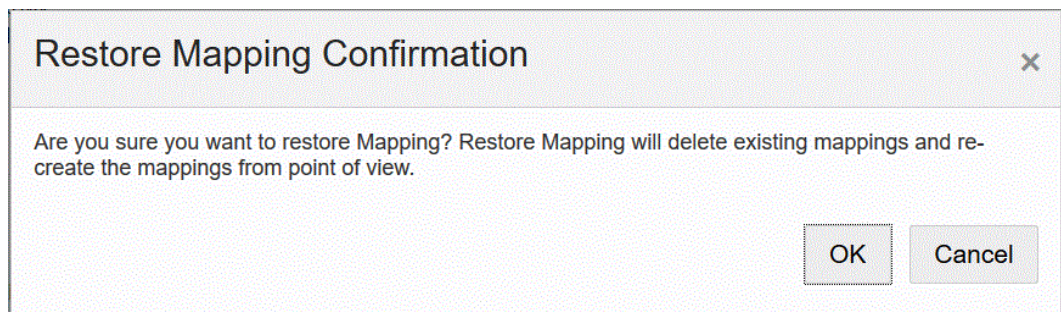 Restore Mapping Confirmation
Are you sure you want to restore Mapping? Restore Mapping will delete existing mappings and re-
create the mappings from point of view.
OK Cancel